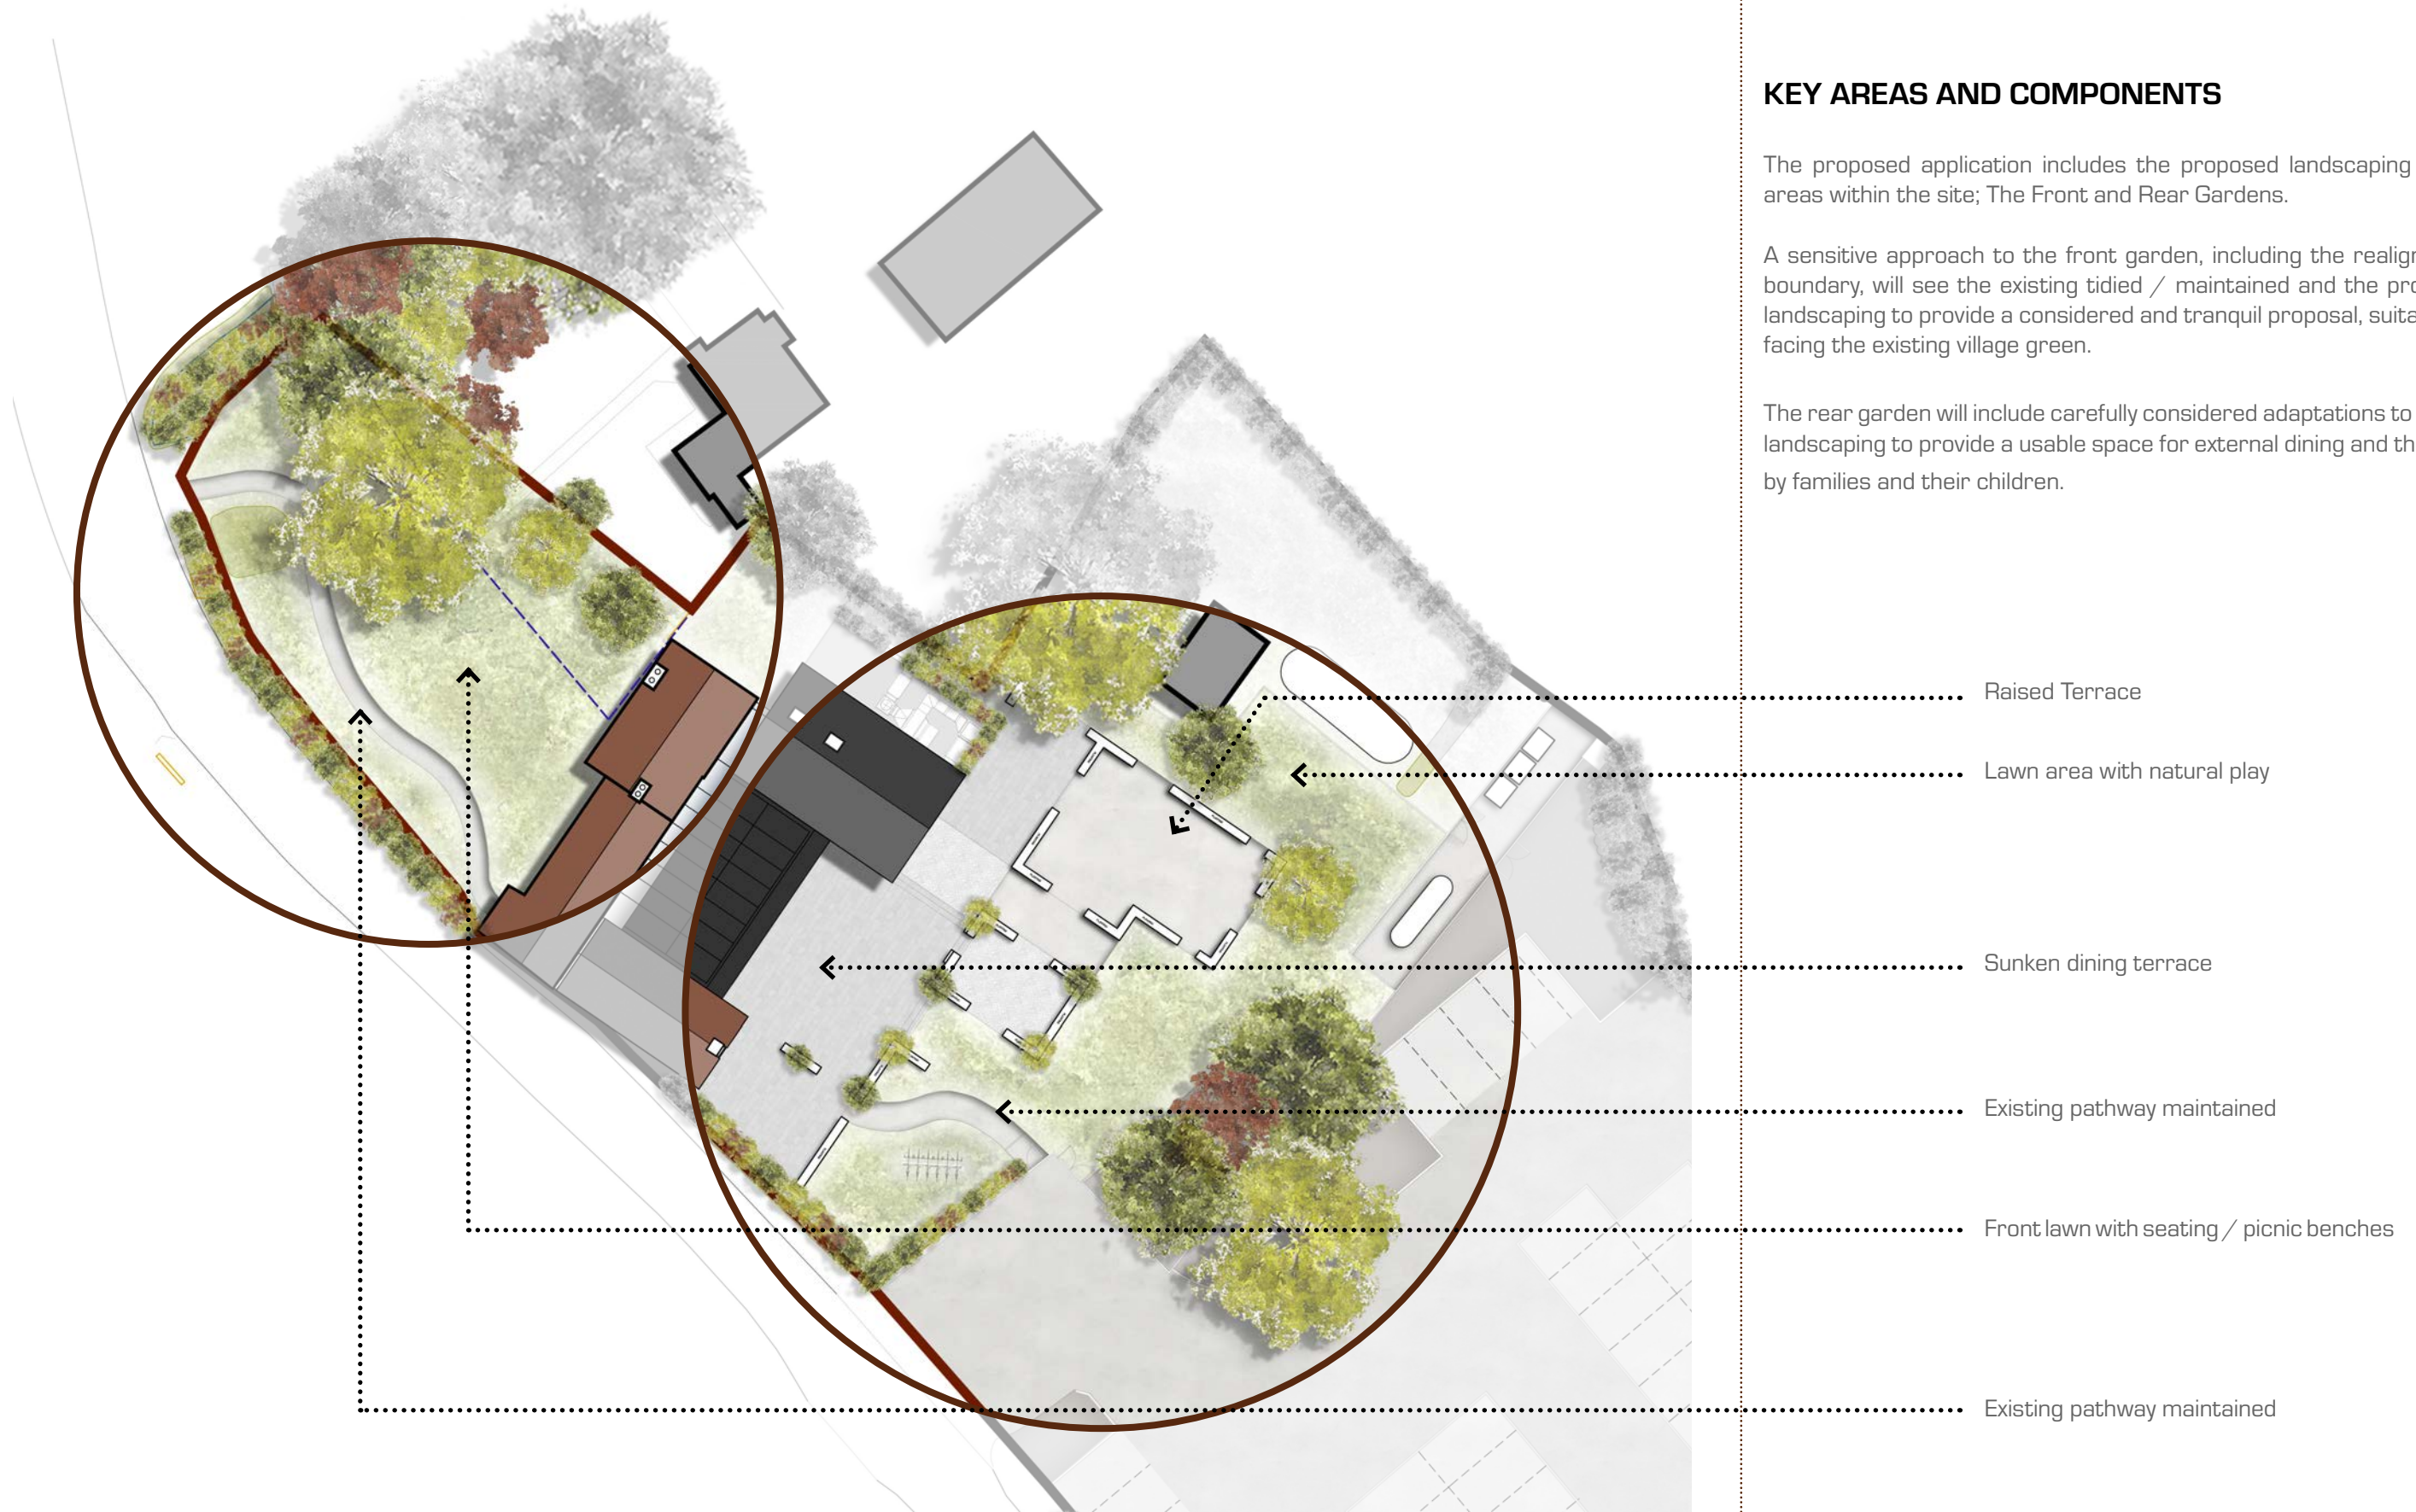 KEY AREAS AND COMPONENTS
The proposed application includes the proposed landscaping
areas within the site; The Front and Rear Gardens.
A sensitive approach to the front garden, including the
boundary, will see the existing tidied / maintained and the
landscaping to provide a considered and tranquil proposal,
facing the existing village green.
The rear garden will include carefully considered adaptations to
landscaping to provide a usable space for external dining and
by families and their children.
Raised Terrace
Lawn area with natural play
Sunken dining terrace
Existing pathway maintained
Front lawn with seating / picnic benches
Existing pathway maintained